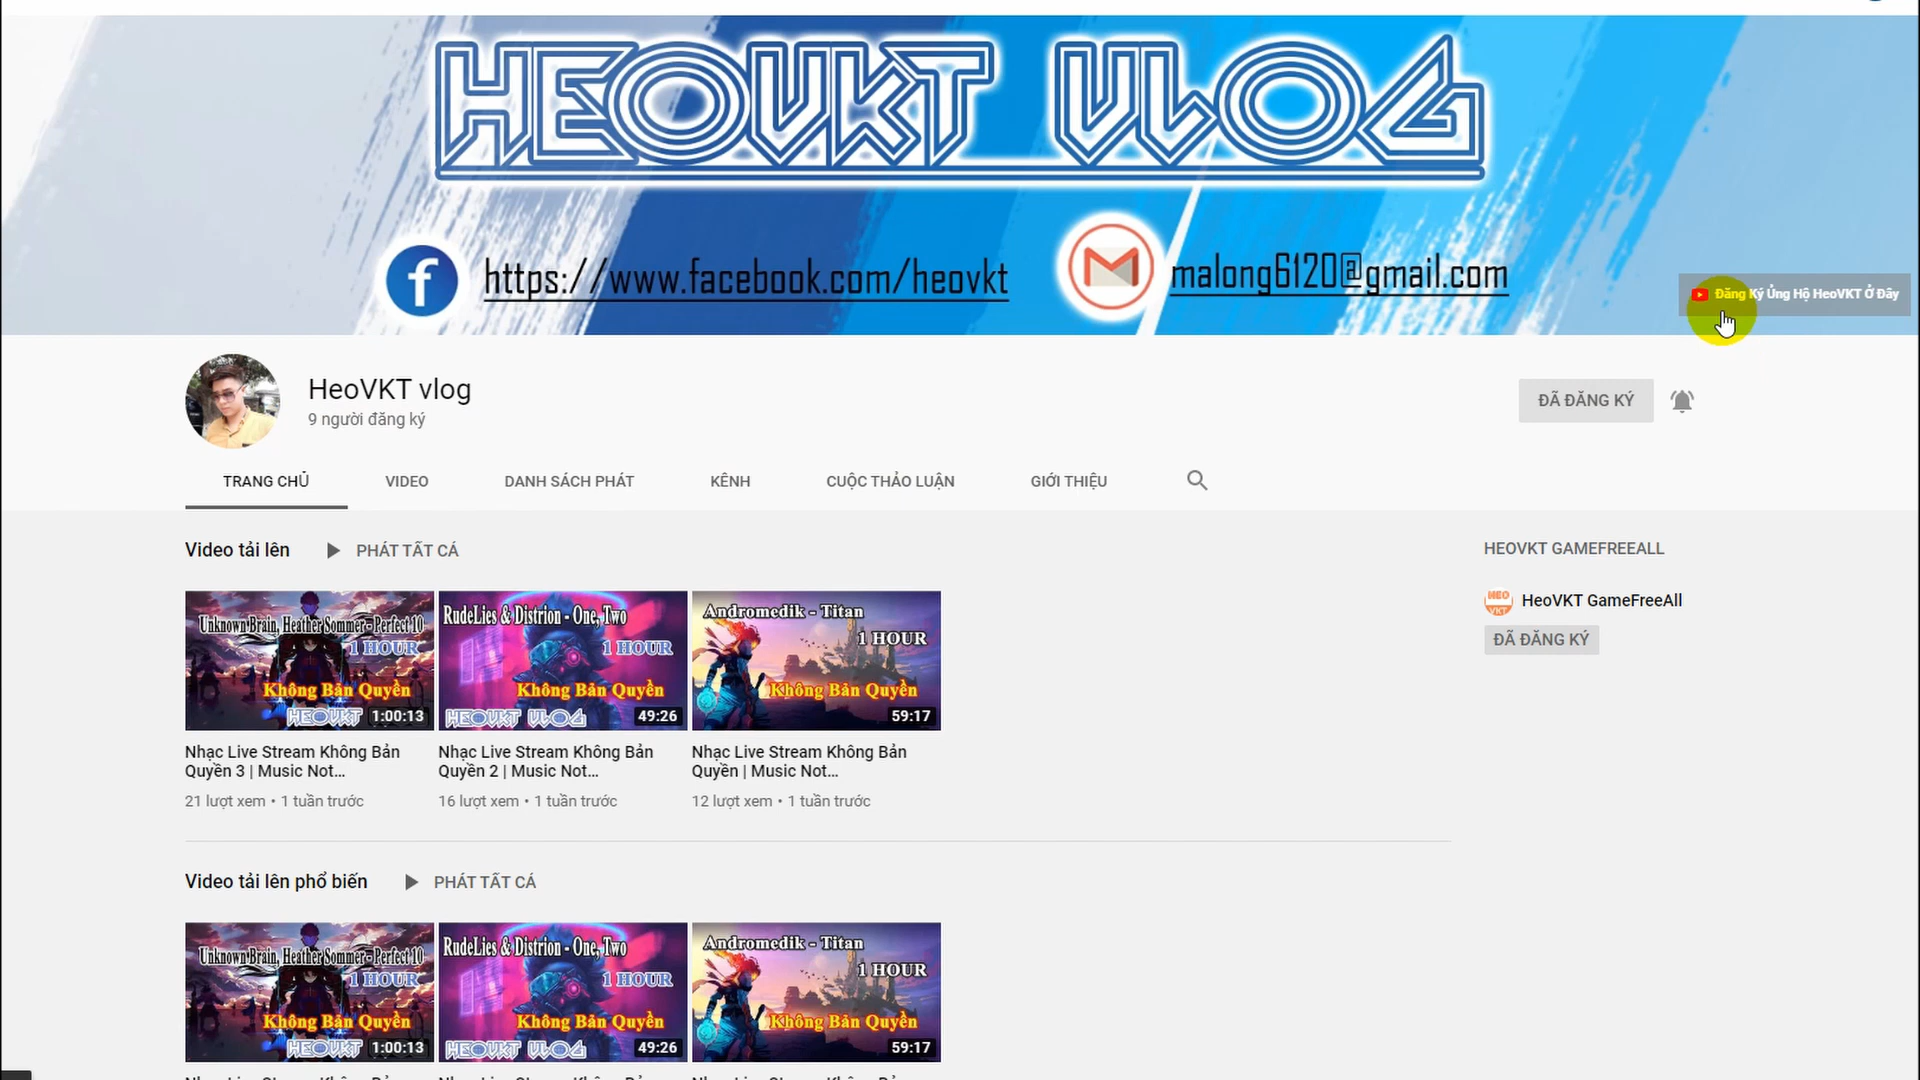 HEOVKT VLOG
https://www.facebook.com/heovkt
malong6120@gmail.com
Đăng Ký Ủng Hộ HeoVKT Ở Đây
HeoVKT vlog
9 người đăng ký
ĐÃ ĐĂNG KÝ
TRANG CHỦ
VIDEO
DANH SÁCH PHÁT
KÊNH
CUỘC THẢO LUẬN
GIỚI THIỆU
Video tải lên
PHÁT TẤT CẢ
HEOVKT GAMEFREEALL
HEO
VKT
HeoVKT GameFreeAll
ĐÃ ĐĂNG KÝ
Unknown Brain, Heather Sommer - Perfect 10
1 HOUR
Không Bản Quyền
HEOVKT
1:00:13
RudeLies & Distrion - One, Two
1 HOUR
Không Bản Quyền
HEOVKT VLOG
49:26
Andromedik - Titan
1 HOUR
Không Bản Quyền
59:17
Nhạc Live Stream Không Bản
Quyền 3 | Music Not...
21 lượt xem • 1 tuần trước
Nhạc Live Stream Không Bản
Quyền 2 | Music Not...
16 lượt xem • 1 tuần trước
Nhạc Live Stream Không Bản
Quyền | Music Not...
12 lượt xem • 1 tuần trước
Video tải lên phổ biến
PHÁT TẤT CẢ
Unknown Brain, Heather Sommer - Perfect 10
1 HOUR
Không Bản Quyền
HEOVKT
1:00:13
RudeLies & Distrion - One, Two
1 HOUR
Không Bản Quyền
HEOVKT VLOG
49:26
Andromedik - Titan
1 HOUR
Không Bản Quyền
59:17